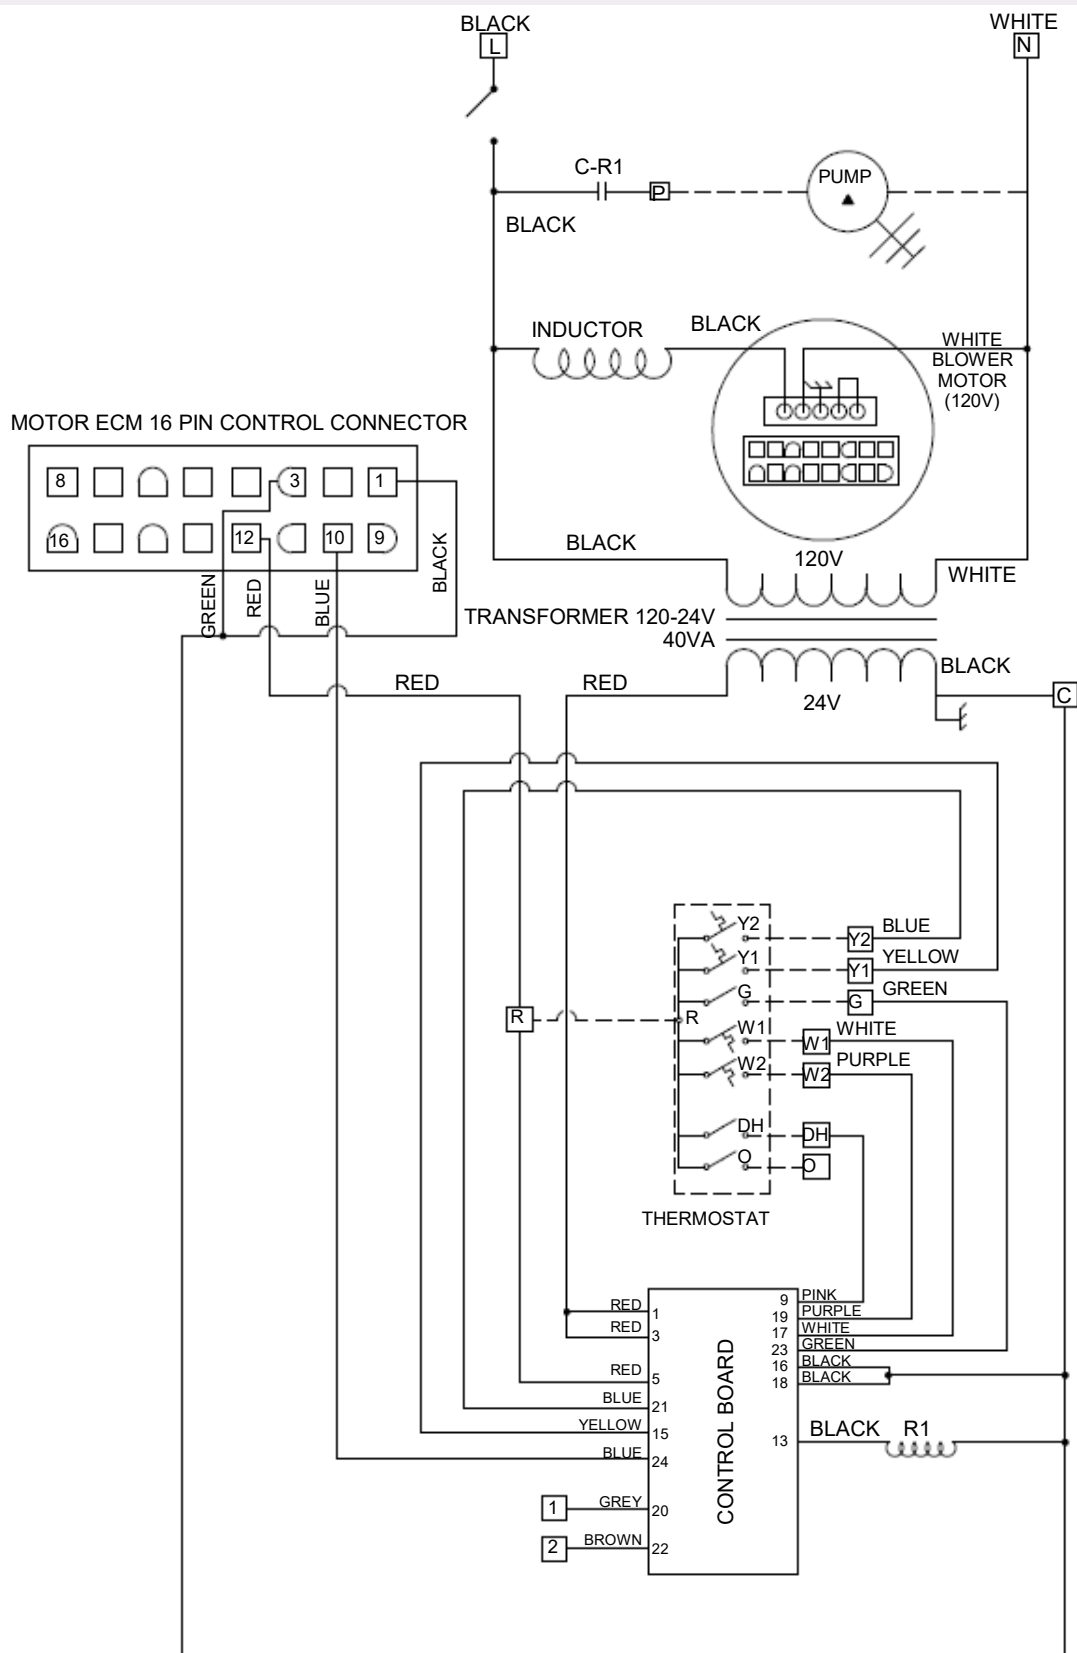 BLACK
L
WHITE
N
C-R1
P
PUMP
BLACK
INDUCTOR
BLACK
WHITE
BLOWER
MOTOR
(120V)
MOTOR ECM 16 PIN CONTROL CONNECTOR
8
3
1
16
12
10
9
GREEN
RED
BLUE
BLACK
BLACK
120V
WHITE
TRANSFORMER 120-24V
40VA
BLACK
RED
RED
24V
C
Y2
Y2
BLUE
Y1
Y1
YELLOW
G
G
GREEN
R
R
W1
W1
WHITE
W2
W2
PURPLE
DH
DH
O
O
THERMOSTAT
RED
1
RED
3
RED
5
BLUE
21
YELLOW
15
BLUE
24
1
GREY
20
2
BROWN
22
CONTROL BOARD
9
PINK
19
PURPLE
17
WHITE
23
GREEN
16
BLACK
18
BLACK
13
BLACK
R1